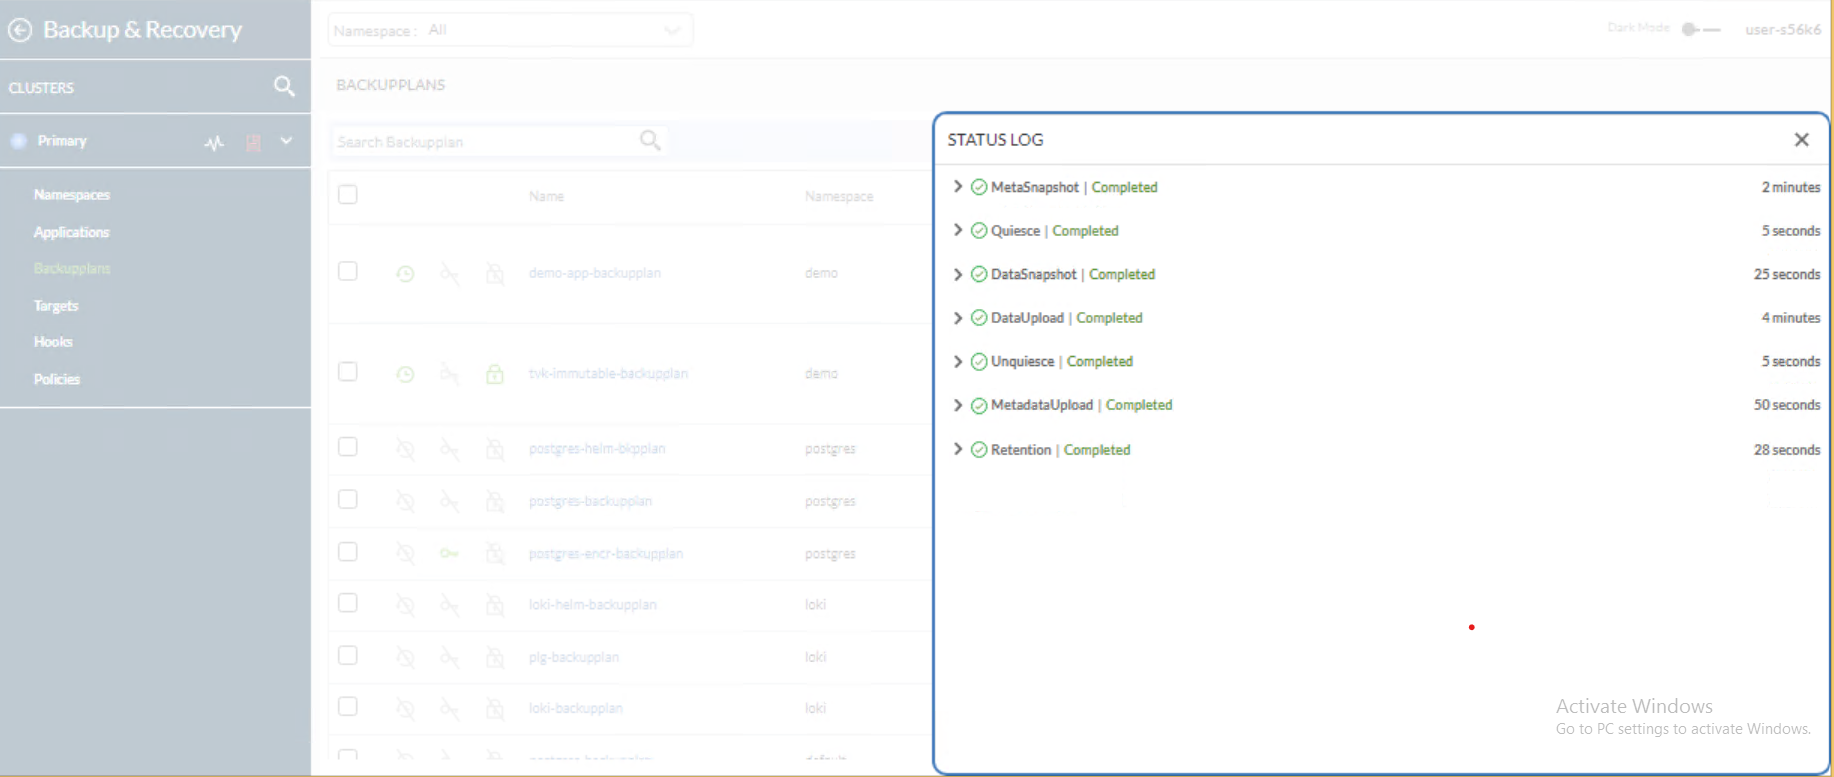 Backup & Recovery
Namespace : All
Dark Mode
user-s56k6
CLUSTERS
BACKUPPLANS
Primary
Search Backupplan
Namespaces
Applications
Backupplans
Targets
Hooks
Policies
Name Namespace
demo-app-backupplan demo
tvk-immutable-backupplan demo
postgres-helm-bkpplan postgres
postgres-backupplan postgres
postgres-encr-backupplan postgres
loki-helm-backupplan loki
plg-backupplan loki
loki-backupplan loki
STATUS LOG
MetaSnapshot | Completed 2 minutes
Quiesce | Completed 5 seconds
DataSnapshot | Completed 25 seconds
DataUpload | Completed 4 minutes
Unquiesce | Completed 5 seconds
MetadataUpload | Completed 50 seconds
Retention | Completed 28 seconds
Activate Windows
Go to PC settings to activate Windows.